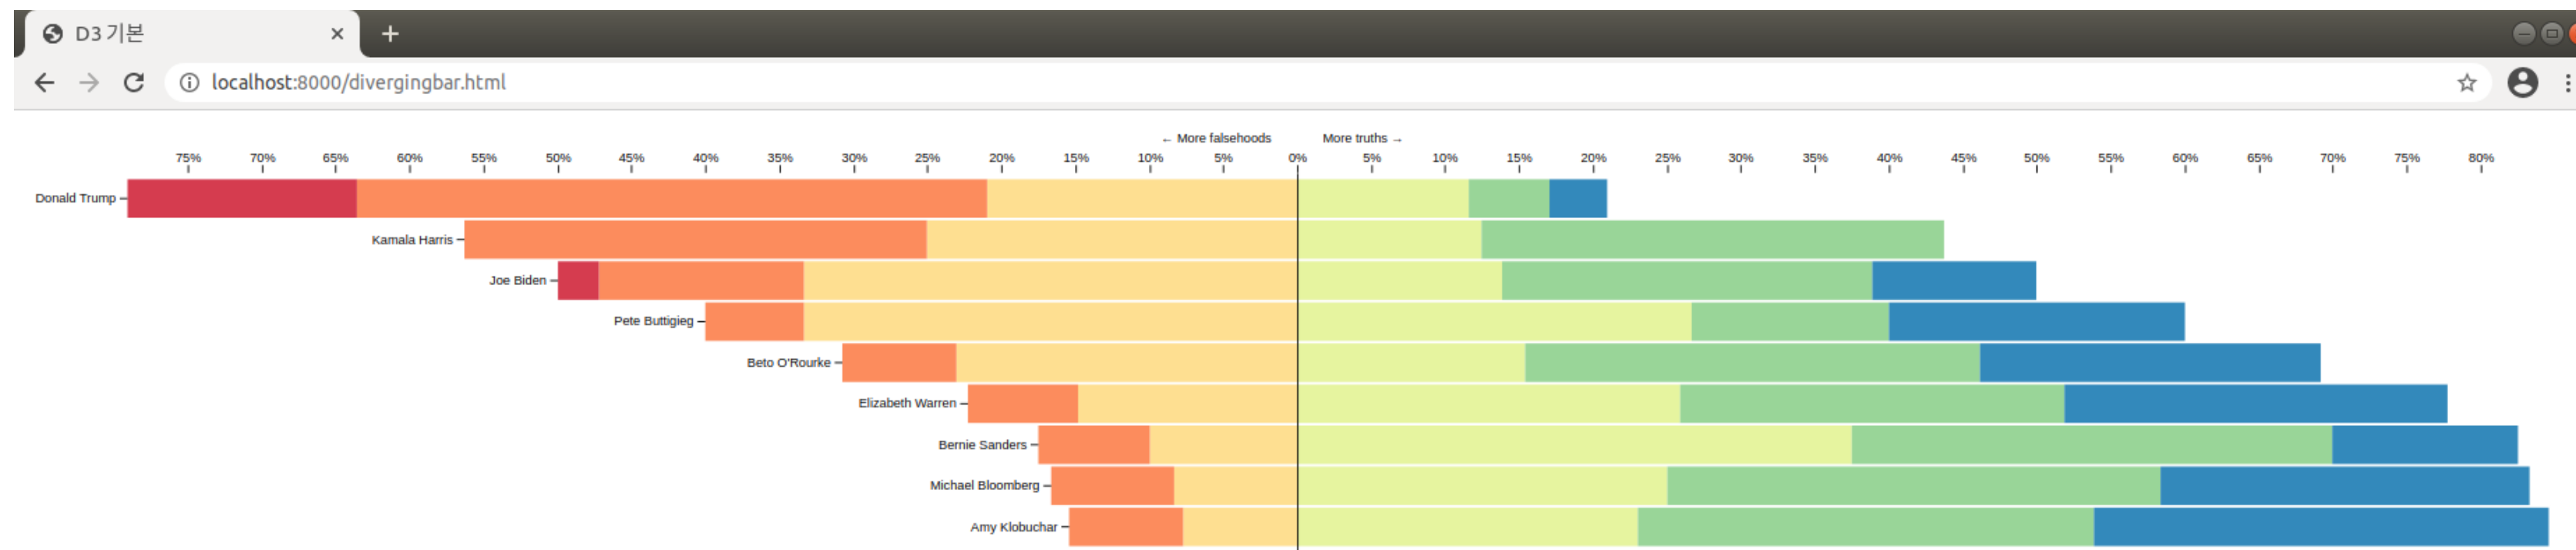 D3 기본
localhost:8000/divergingbar.html
← More falsehoods More truths →
75% 70% 65% 60% 55% 50% 45% 40% 35% 30% 25% 20% 15% 10% 5% 0% 5% 10% 15% 20% 25% 30% 35% 40% 45% 50% 55% 60% 65% 70% 75% 80%
Donald Trump
Kamala Harris
Joe Biden
Pete Buttigieg
Beto O'Rourke
Elizabeth Warren
Bernie Sanders
Michael Bloomberg
Amy Klobuchar